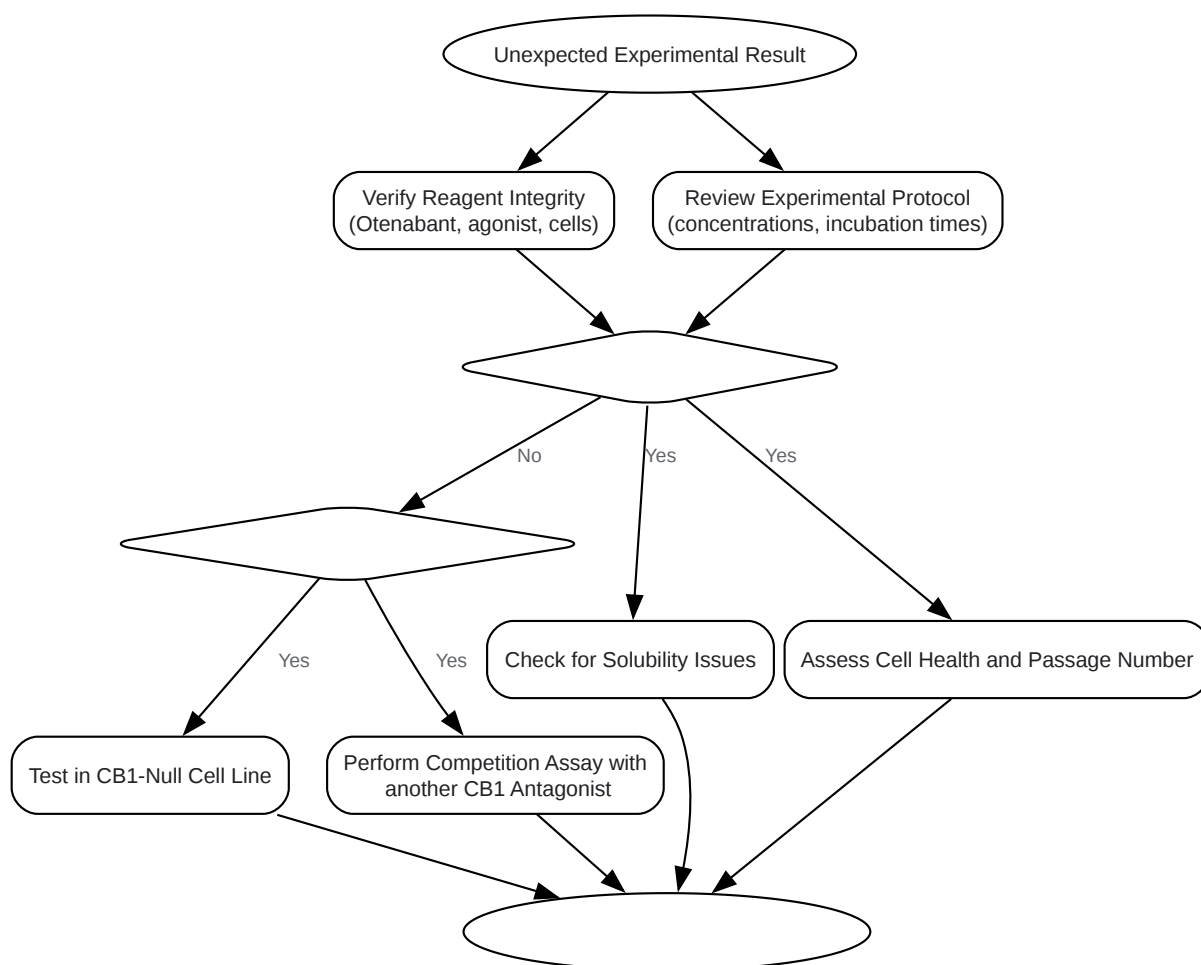 Unexpected Experimental Result
Verify Reagent Integrity
(Otenabant, agonist, cells)
Review Experimental Protocol
(concentrations, incubation times)
No
Yes
Yes
Yes
Yes
Check for Solubility Issues
Assess Cell Health and Passage Number
Test in CB1-Null Cell Line
Perform Competition Assay with
another CB1 Antagonist